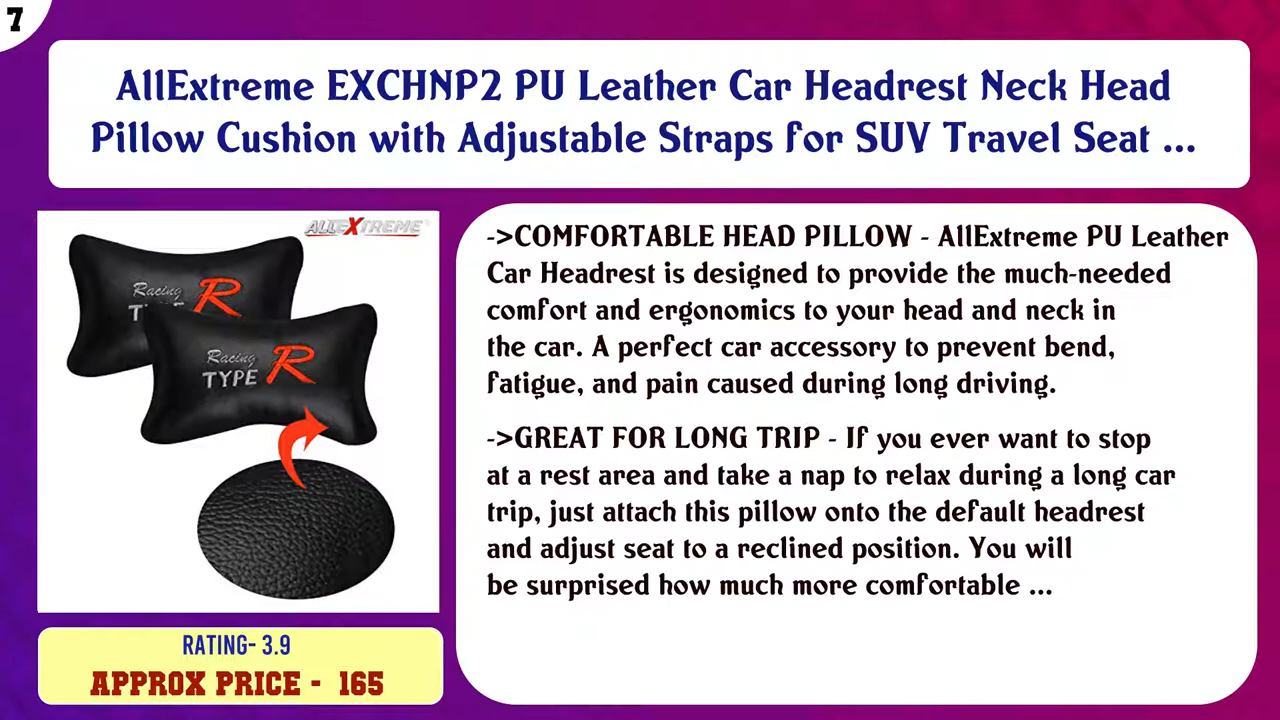 7
AllExtreme EXCHNP2 PU Leather Car Headrest Neck Head
Pillow Cushion with Adjustable Straps for SUV Travel Seat ...
ALLEXTREME
Racing
TYPE R
Racing
TYPE R
->COMFORTABLE HEAD PILLOW - AllExtreme PU Leather
Car Headrest is designed to provide the much-needed
comfort and ergonomics to your head and neck in
the car. A perfect car accessory to prevent bend,
fatigue, and pain caused during long driving.
->GREAT FOR LONG TRIP - If you ever want to stop
at a rest area and take a nap to relax during a long car
trip, just attach this pillow onto the default headrest
and adjust seat to a reclined position. You will
be surprised how much more comfortable ...
RATING- 3.9
APPROX PRICE - 165